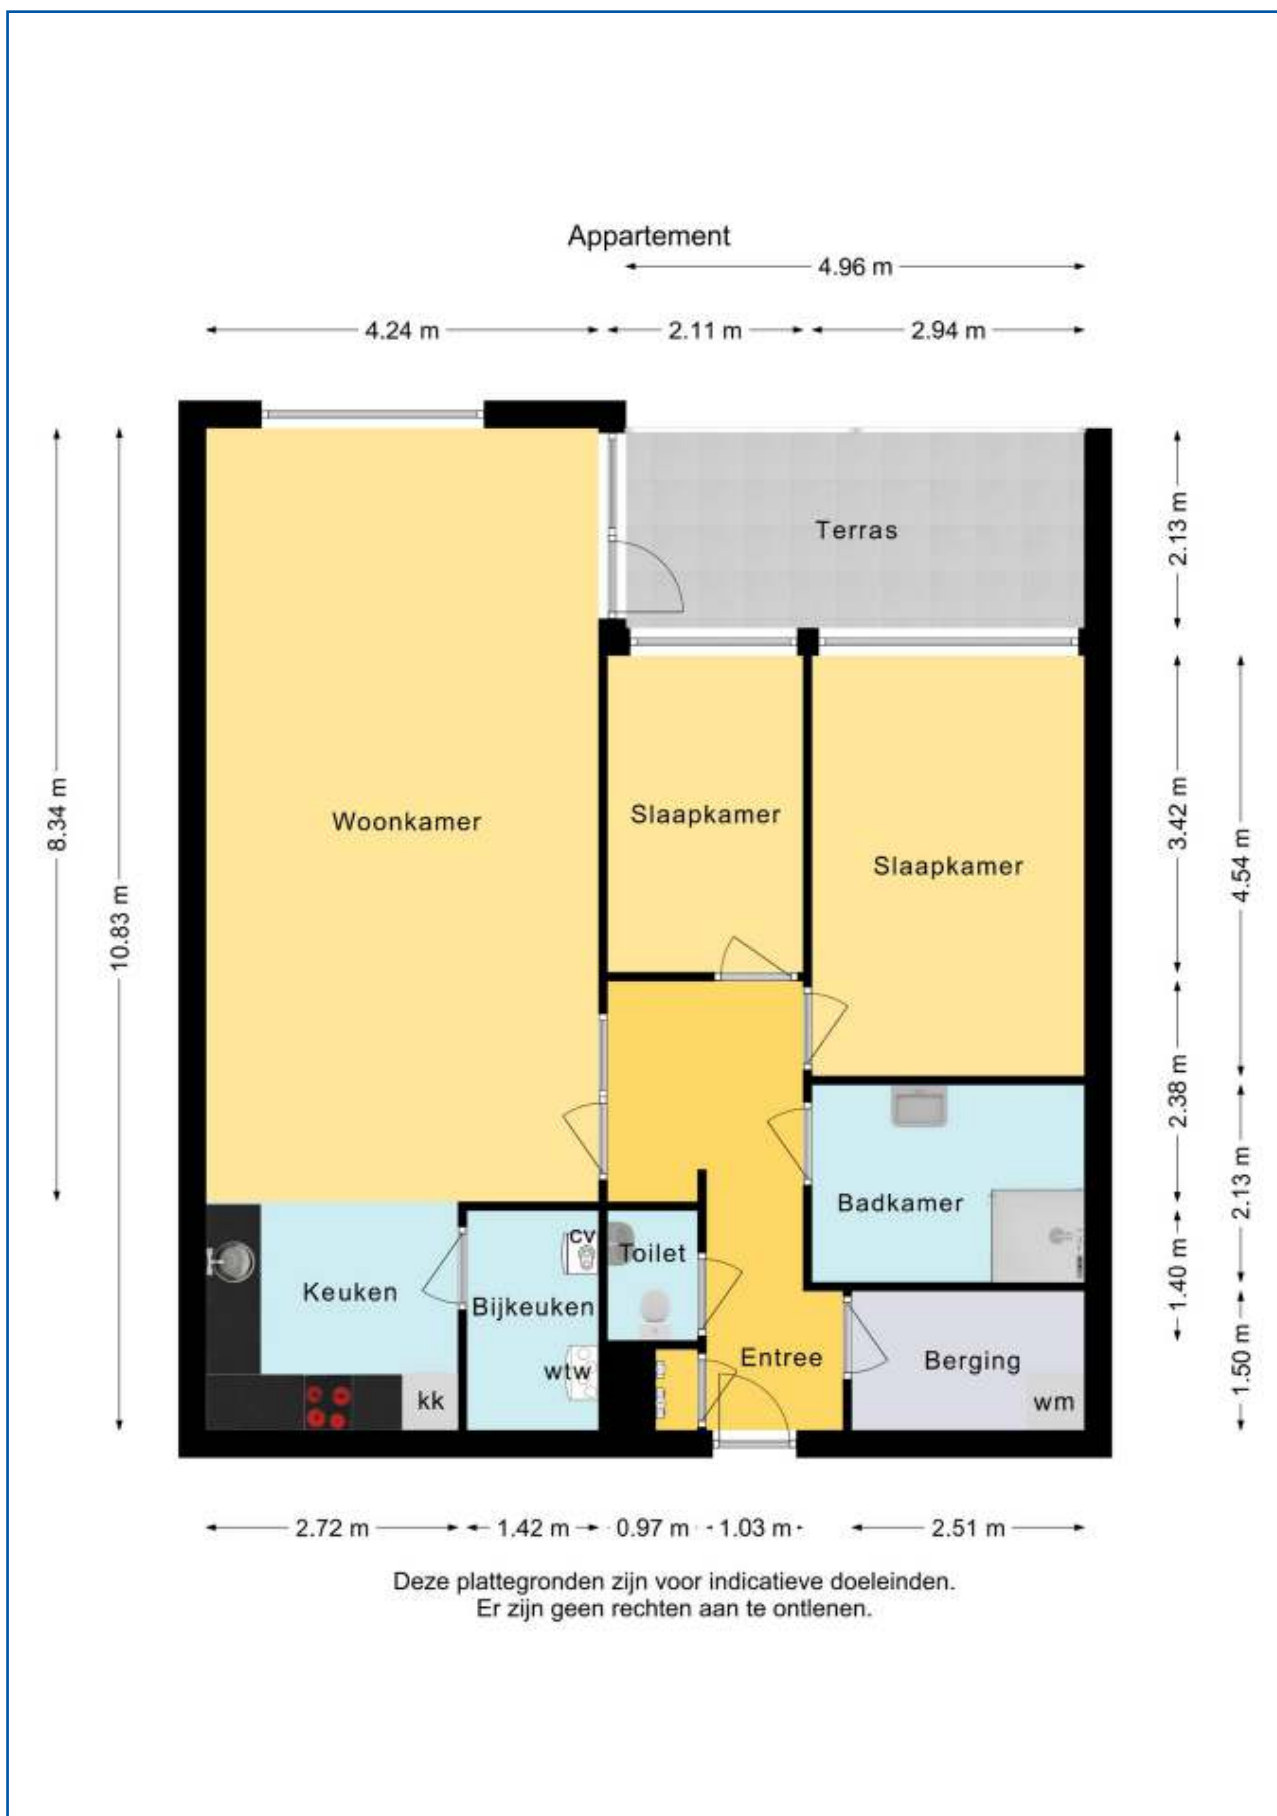 Appartement
4.96 m
4.24 m
2.11 m
2.94 m
Terras
2.13 m
8.34 m
10.83 m
Woonkamer
Slaapkamer
Slaapkamer
3.42 m
4.54 m
2.38 m
Badkamer
2.13 m
CV
Toilet
Keuken
Bijkeuken
1.40 m
wtw
Entree
Berging
1.50 m
kk
wm
2.72 m
1.42 m
0.97 m
1.03 m
2.51 m
Deze plattegronden zijn voor indicatieve doeleinden.
Er zijn geen rechten aan te ontlenen.